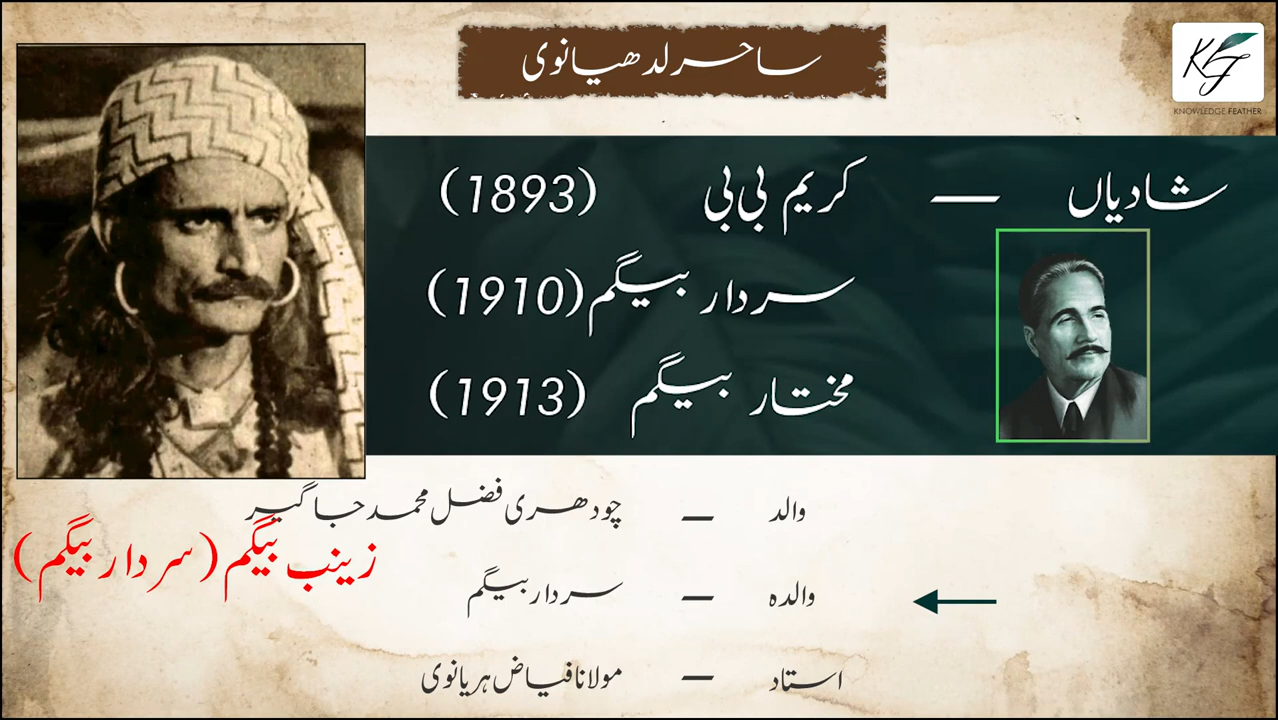 ساحر لدھیانوی
KF
KNOWLEDGE FEATHER
شادیاں — کریم بی بی (1893)
سردار بیگم (1910)
مختار بیگم (1913)
والد — چودھری فضل محمد جاگیر
زینب بیگم (سردار بیگم)
والدہ — سردار بیگم
استاد — مولانا فیاض ہریانوی